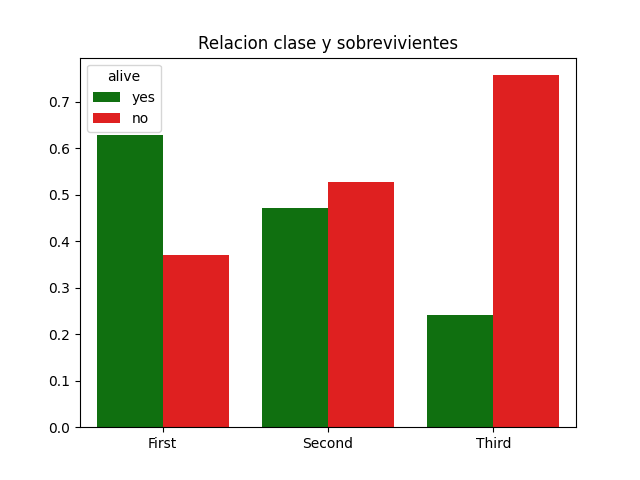 Relacion clase y sobrevivientes
alive
yes
no
0.7
0.6
0.5
0.4
0.3
0.2
0.1
0.0
First
Second
Third